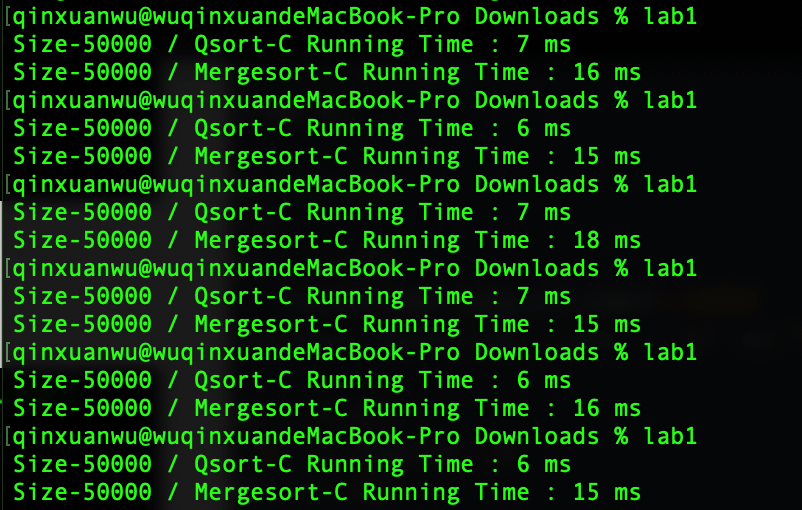 [qinxuanwu@wuqinxuandeMacBook-Pro Downloads % lab1
Size-50000 / Qsort-C Running Time : 7 ms
Size-50000 / Mergesort-C Running Time : 16 ms
[qinxuanwu@wuqinxuandeMacBook-Pro Downloads % lab1
Size-50000 / Qsort-C Running Time : 6 ms
Size-50000 / Mergesort-C Running Time : 15 ms
[qinxuanwu@wuqinxuandeMacBook-Pro Downloads % lab1
Size-50000 / Qsort-C Running Time : 7 ms
Size-50000 / Mergesort-C Running Time : 18 ms
[qinxuanwu@wuqinxuandeMacBook-Pro Downloads % lab1
Size-50000 / Qsort-C Running Time : 7 ms
Size-50000 / Mergesort-C Running Time : 15 ms
[qinxuanwu@wuqinxuandeMacBook-Pro Downloads % lab1
Size-50000 / Qsort-C Running Time : 6 ms
Size-50000 / Mergesort-C Running Time : 16 ms
[qinxuanwu@wuqinxuandeMacBook-Pro Downloads % lab1
Size-50000 / Qsort-C Running Time : 6 ms
Size-50000 / Mergesort-C Running Time : 15 ms